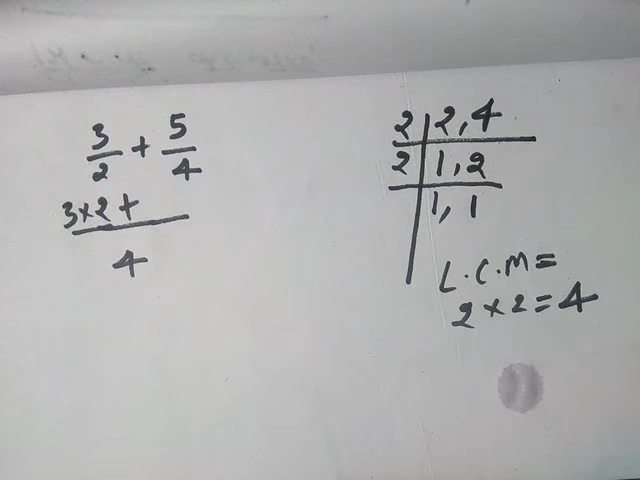 3/2 + 5/4
3×2 +
4
2 | 2, 4
2 | 1, 2
1, 1
L.C.M =
2 × 2 = 4